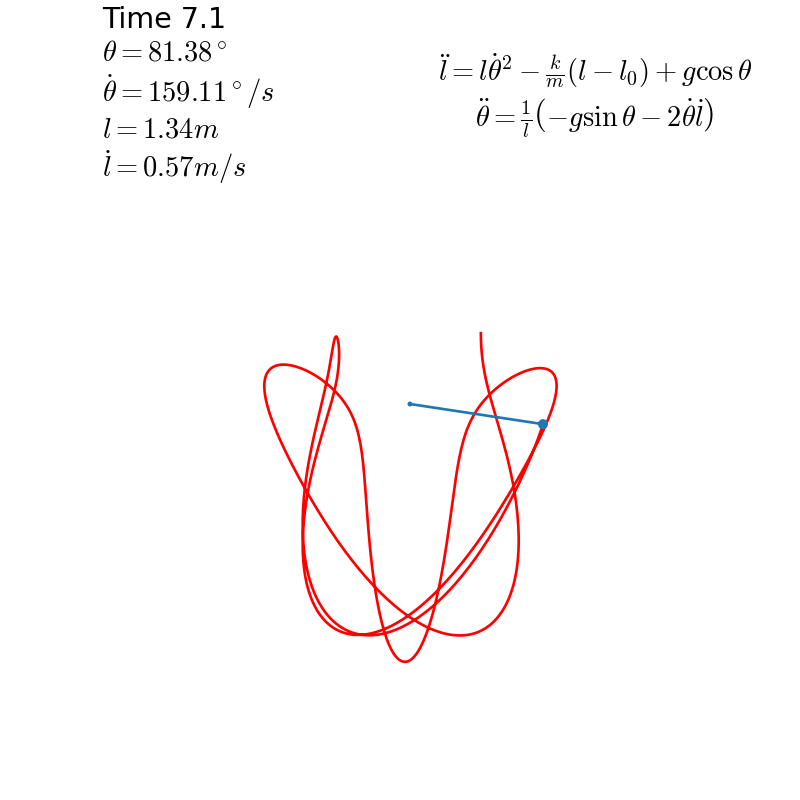 Time 7.1
θ = 81.38°
θ̇ = 159.11°/s
l = 1.34m
l̇ = 0.57m/s
l̈ = lθ̇² − k/m(l − l₀) + g cos θ
θ̈ = 1/l(−g sin θ − 2θ̇l̇)